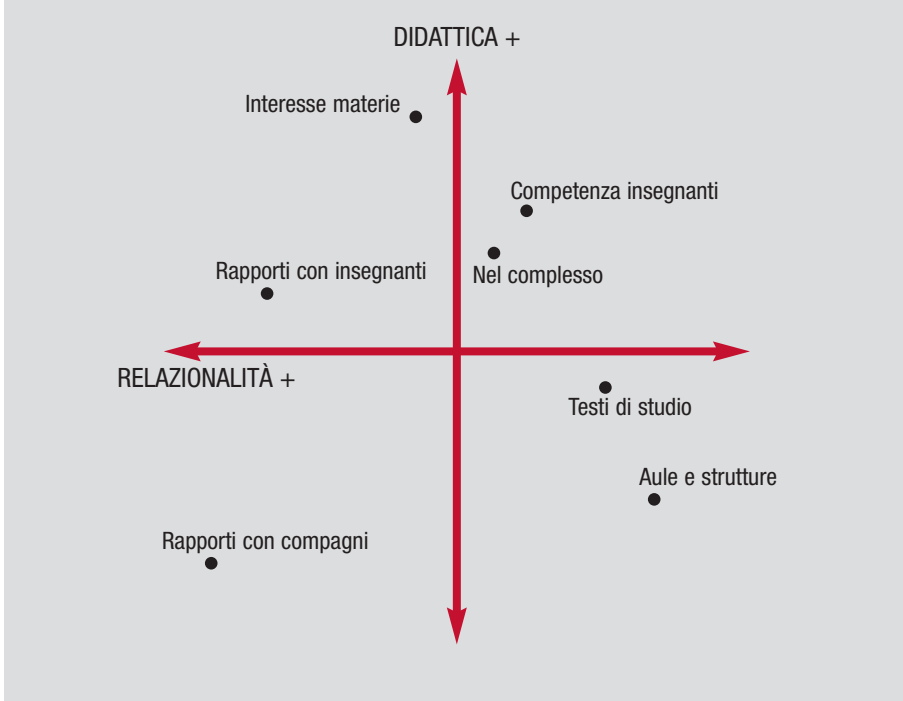 DIDATTICA +
Interesse materie
Competenza insegnanti
Rapporti con insegnanti
Nel complesso
RELAZIONALITÀ +
Testi di studio
Aule e strutture
Rapporti con compagni